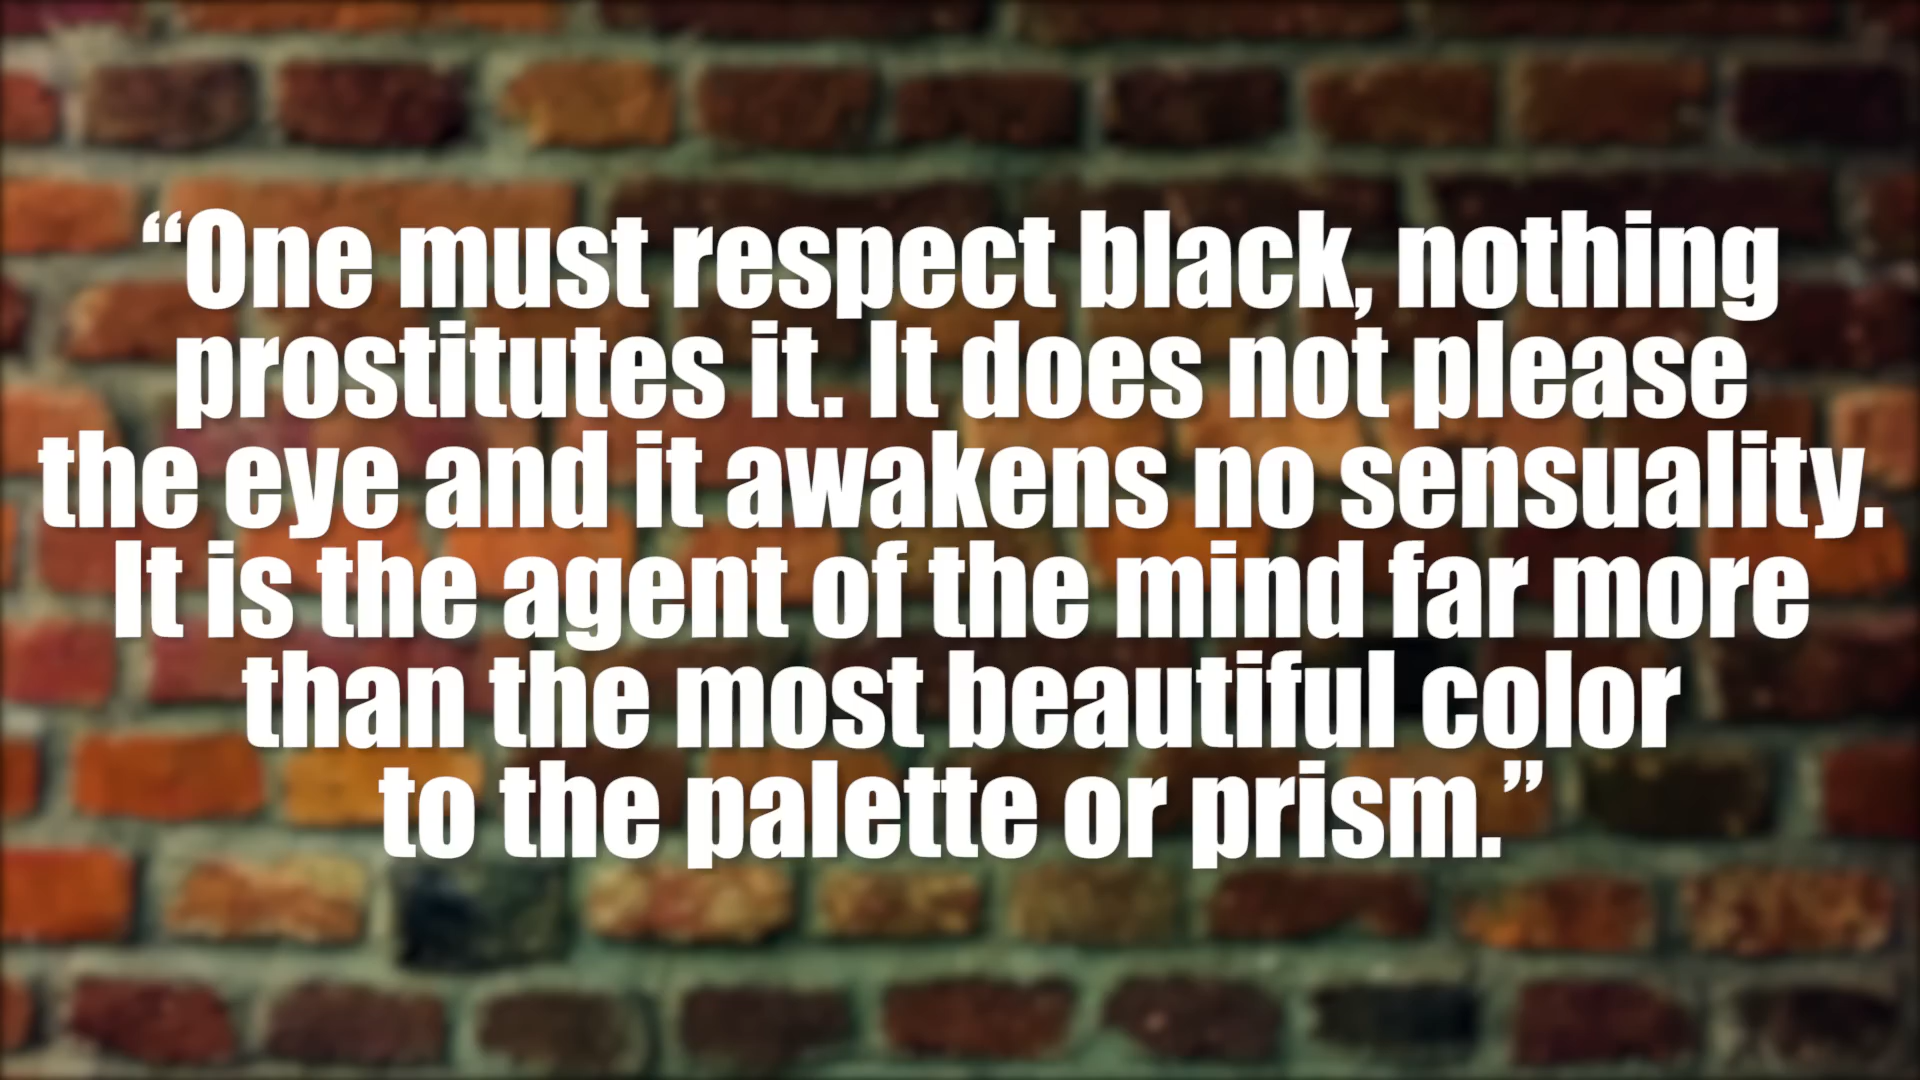 “One must respect black, nothing
prostitutes it. It does not please
the eye and it awakens no sensuality.
It is the agent of the mind far more
than the most beautiful color
to the palette or prism.”